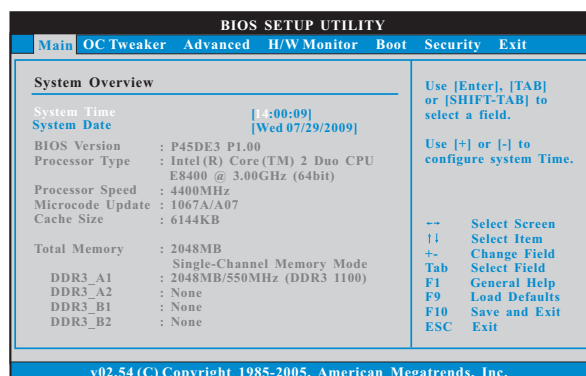 BIOS SETUP UTILITY
Main OC Tweaker Advanced H/W Monitor Boot Security Exit
System Overview
System Time [14:00:09]
System Date [Wed 07/29/2009]
BIOS Version : P45DE3 P1.00
Processor Type : Intel (R) Core (TM) 2 Duo CPU
E8400 @ 3.00GHz (64bit)
Processor Speed : 4400MHz
Microcode Update : 1067A/A07
Cache Size : 6144KB
Total Memory : 2048MB
Single-Channel Memory Mode
DDR3_A1 : 2048MB/550MHz (DDR3 1100)
DDR3_A2 : None
DDR3_B1 : None
DDR3_B2 : None
Use [Enter], [TAB]
or [SHIFT-TAB] to
select a field.
Use [+] or [-] to
configure system Time.
←→ Select Screen
↑↓ Select Item
+- Change Field
Tab Select Field
F1 General Help
F9 Load Defaults
F10 Save and Exit
ESC Exit
v02.54 (C) Copyright 1985-2005, American Megatrends, Inc.